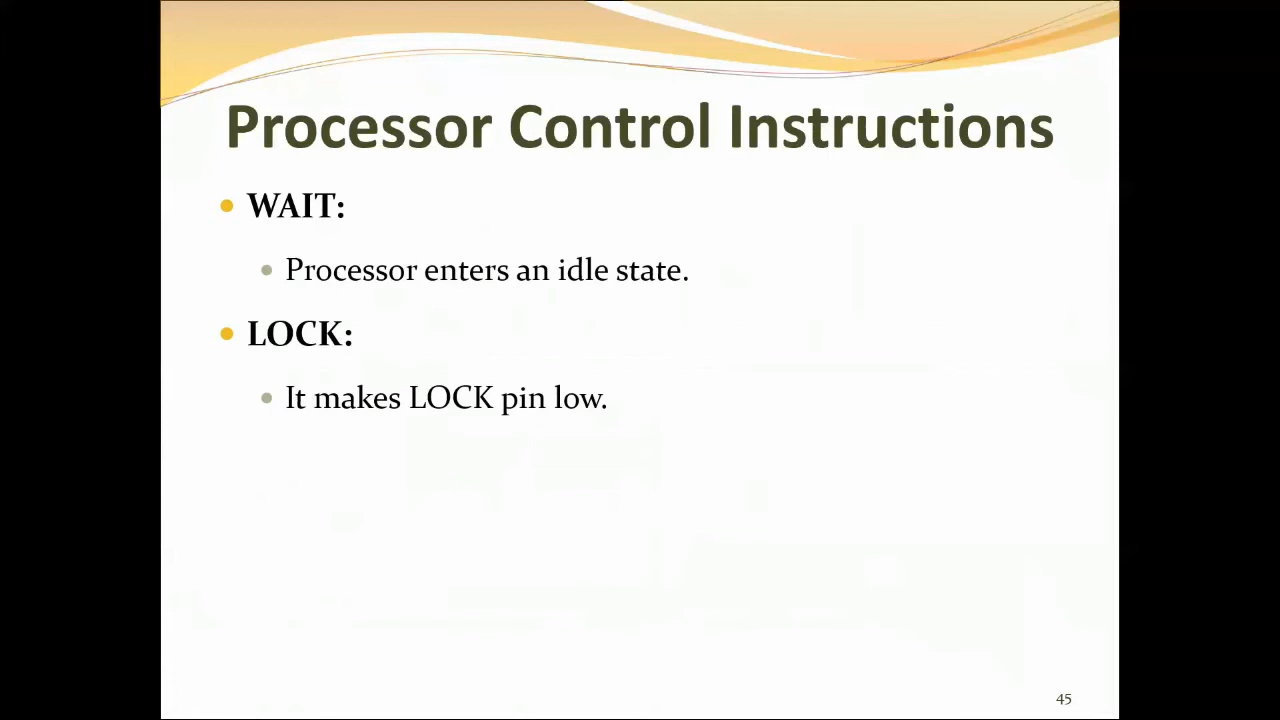 Processor Control Instructions
WAIT:
Processor enters an idle state.
LOCK:
It makes LOCK pin low.
45